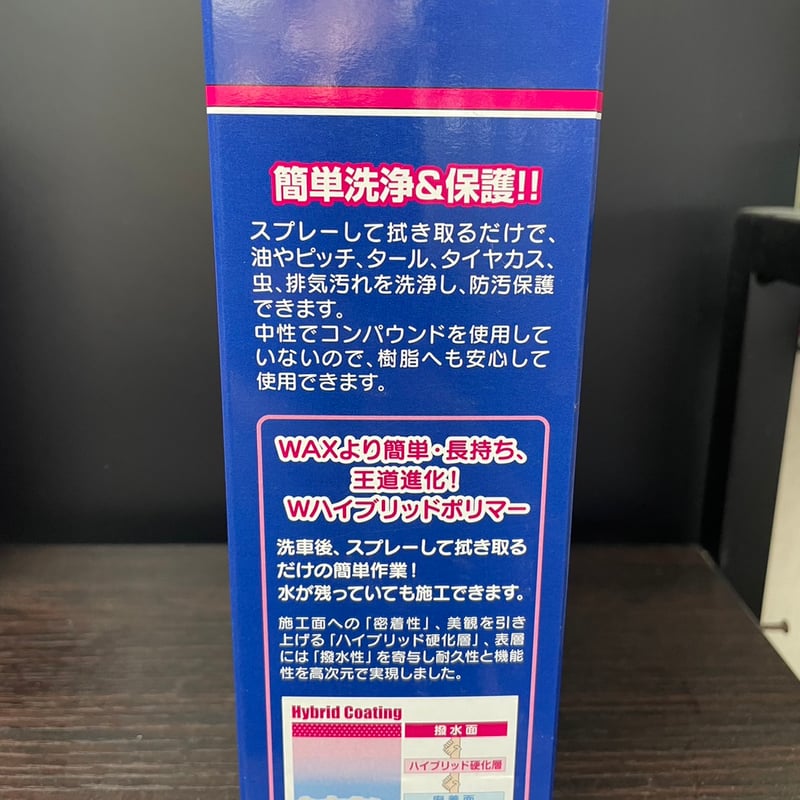 簡単洗浄&保護!!
スプレーして拭き取るだけで、
油やピッチ、タール、タイヤカス、
虫、排気汚れを洗浄し、防汚保護
できます。
中性でコンパウンドを使用して
いないので、樹脂へも安心して
使用できます。
WAXより簡単・長持ち、
王道進化!
Wハイブリッドポリマー
洗車後、スプレーして拭き取る
だけの簡単作業!
水が残っていても施工できます。
施工面への「密着性」、美観を引き
上げる「ハイブリッド硬化層」、表層
には「撥水性」を寄与し耐久性と機能
性を高次元で実現しました。
Hybrid Coating
撥水面
ハイブリッド硬化層
密着面